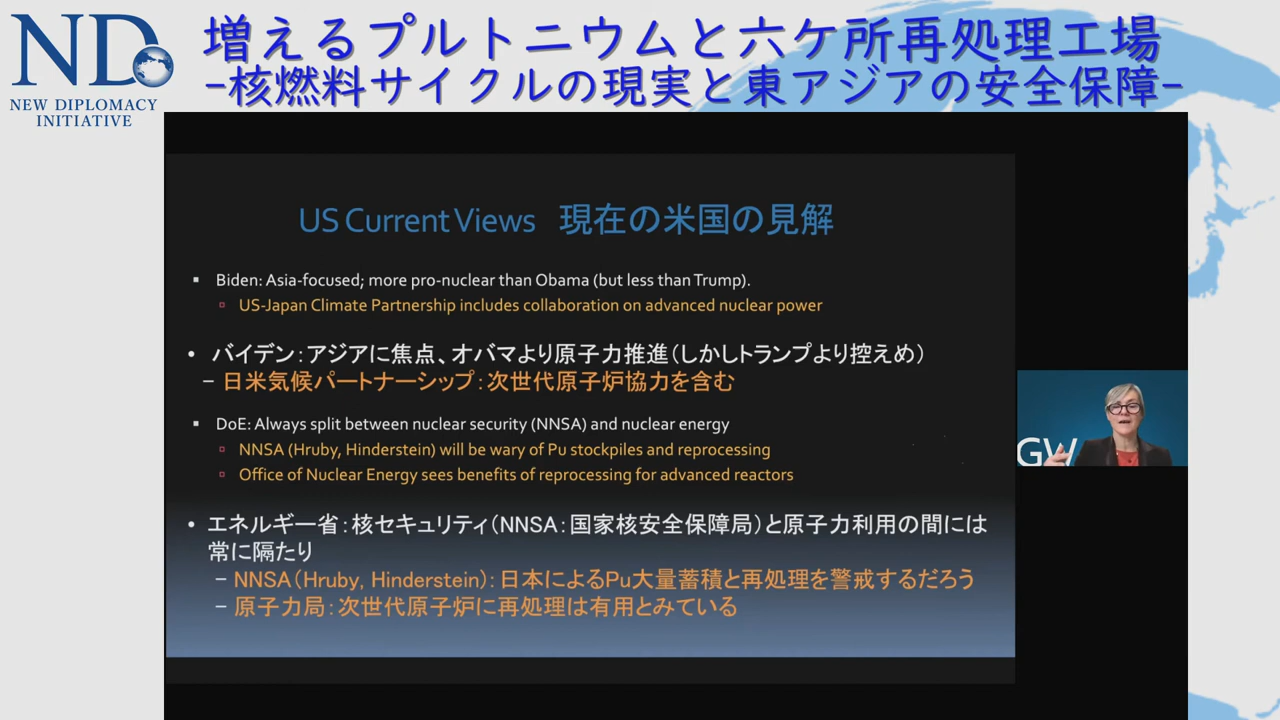 ND
NEW DIPLOMACY
INITIATIVE
増えるプルトニウムと六ケ所再処理工場
-核燃料サイクルの現実と東アジアの安全保障-
US Current Views 現在の米国の見解
▪ Biden: Asia-focused; more pro-nuclear than Obama (but less than Trump).
▫ US-Japan Climate Partnership includes collaboration on advanced nuclear power
• バイデン：アジアに焦点、オバマより原子力推進（しかしトランプより控えめ）
– 日米気候パートナーシップ：次世代原子炉協力を含む
▪ DoE: Always split between nuclear security (NNSA) and nuclear energy
▫ NNSA (Hruby, Hinderstein) will be wary of Pu stockpiles and reprocessing
▫ Office of Nuclear Energy sees benefits of reprocessing for advanced reactors
• エネルギー省：核セキュリティ（NNSA：国家核安全保障局）と原子力利用の間には
常に隔たり
– NNSA（Hruby, Hinderstein）：日本によるPu大量蓄積と再処理を警戒するだろう
– 原子力局：次世代原子炉に再処理は有用とみている
GW